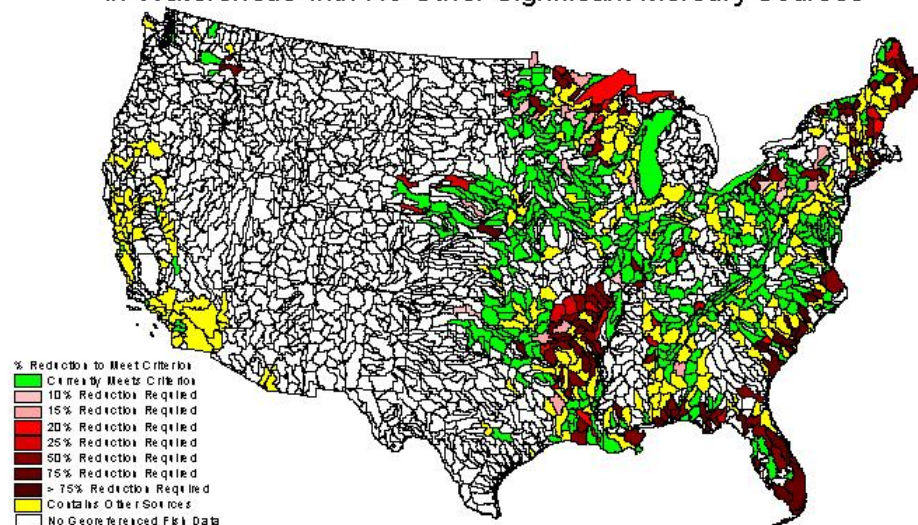 in Watersheds with No Other Significant Mercury Sources
% Reduction to Meet Criterion
Currently Meets Criterion
10% Reduction Required
15% Reduction Required
20% Reduction Required
25% Reduction Required
50% Reduction Required
75% Reduction Required
> 75% Reduction Required
Contains Other Sources
No Georeferenced Fish Data